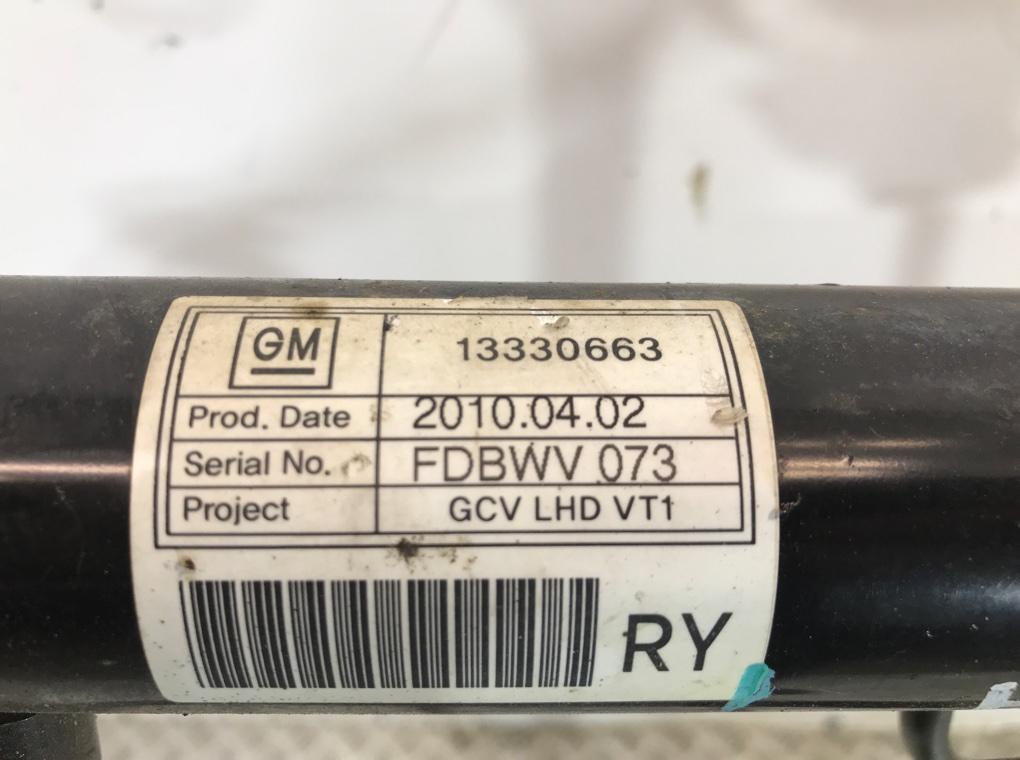 GM 13330663
Prod. Date 2010.04.02
Serial No. FDBWV 073
Project GCV LHD VT1
RY